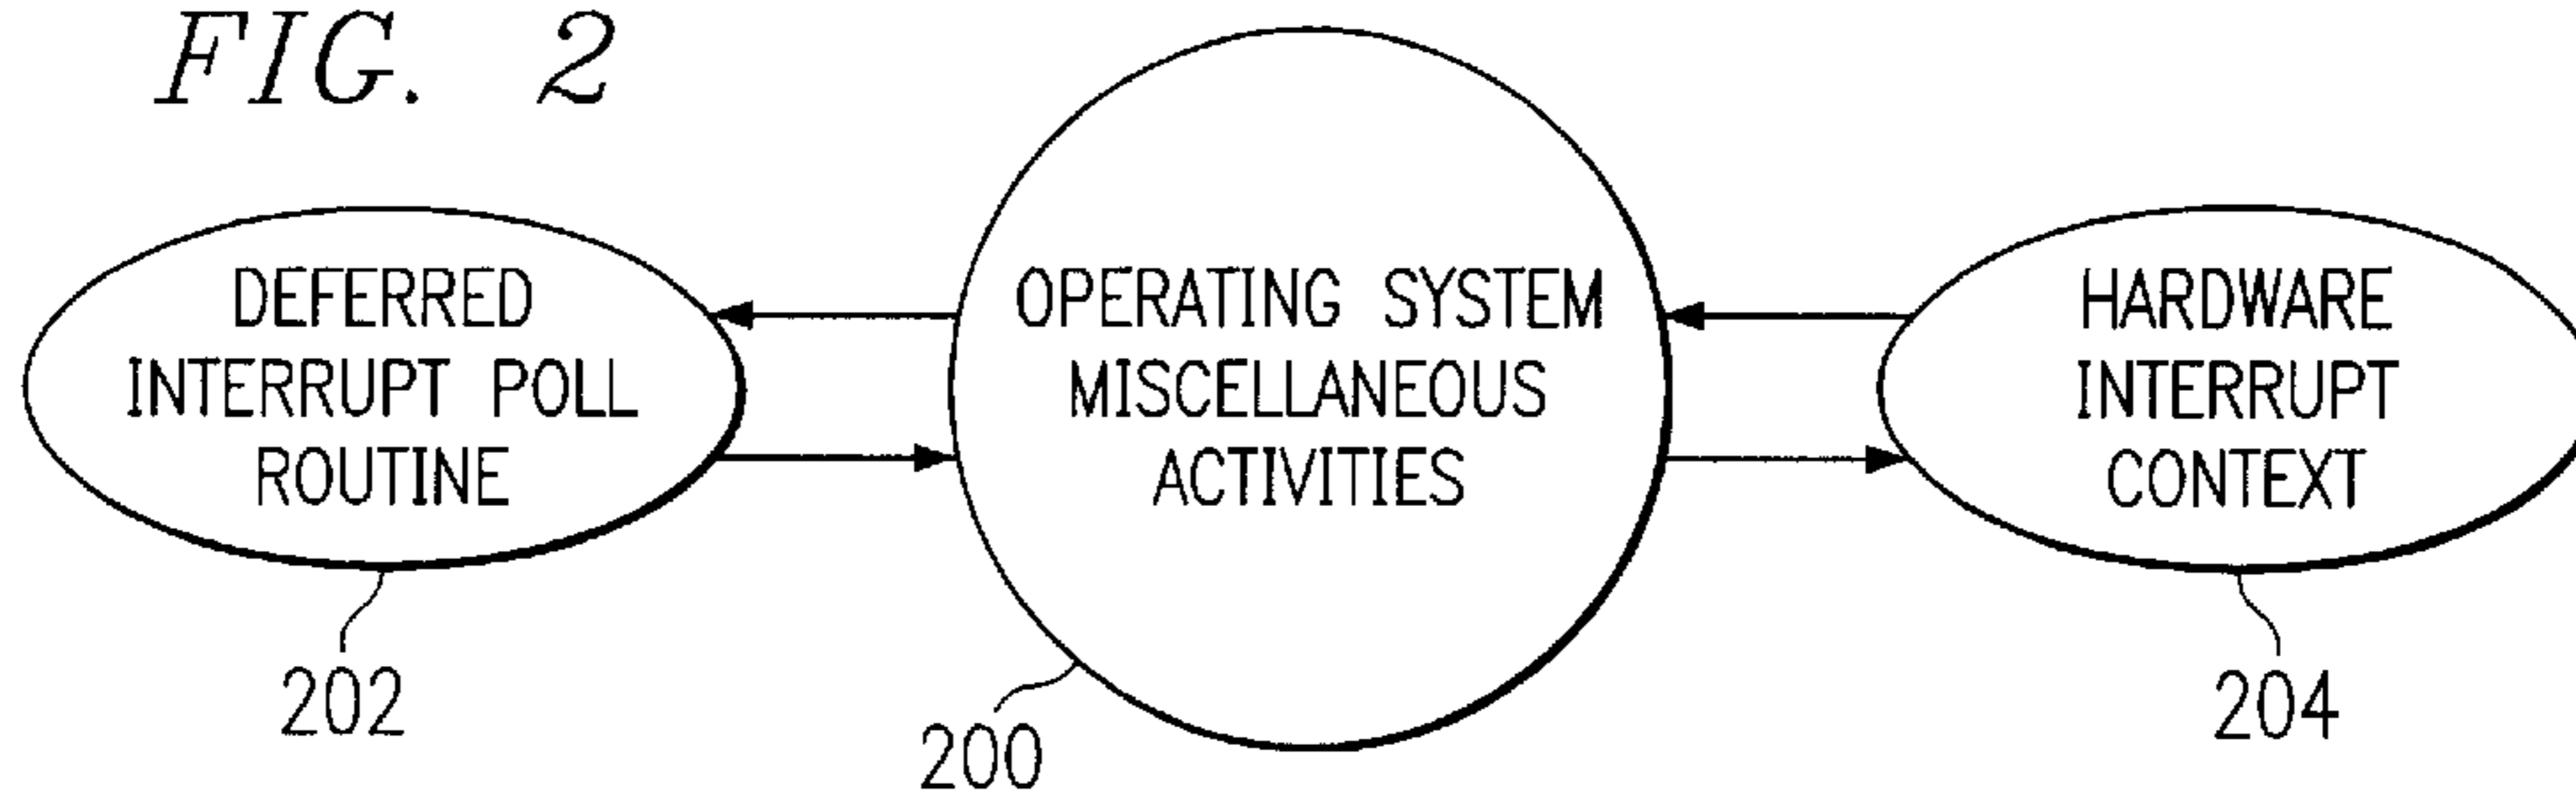 FIG. 2
DEFERRED
INTERRUPT POLL
ROUTINE
OPERATING SYSTEM
MISCELLANEOUS
ACTIVITIES
HARDWARE
INTERRUPT
CONTEXT
202
200
204